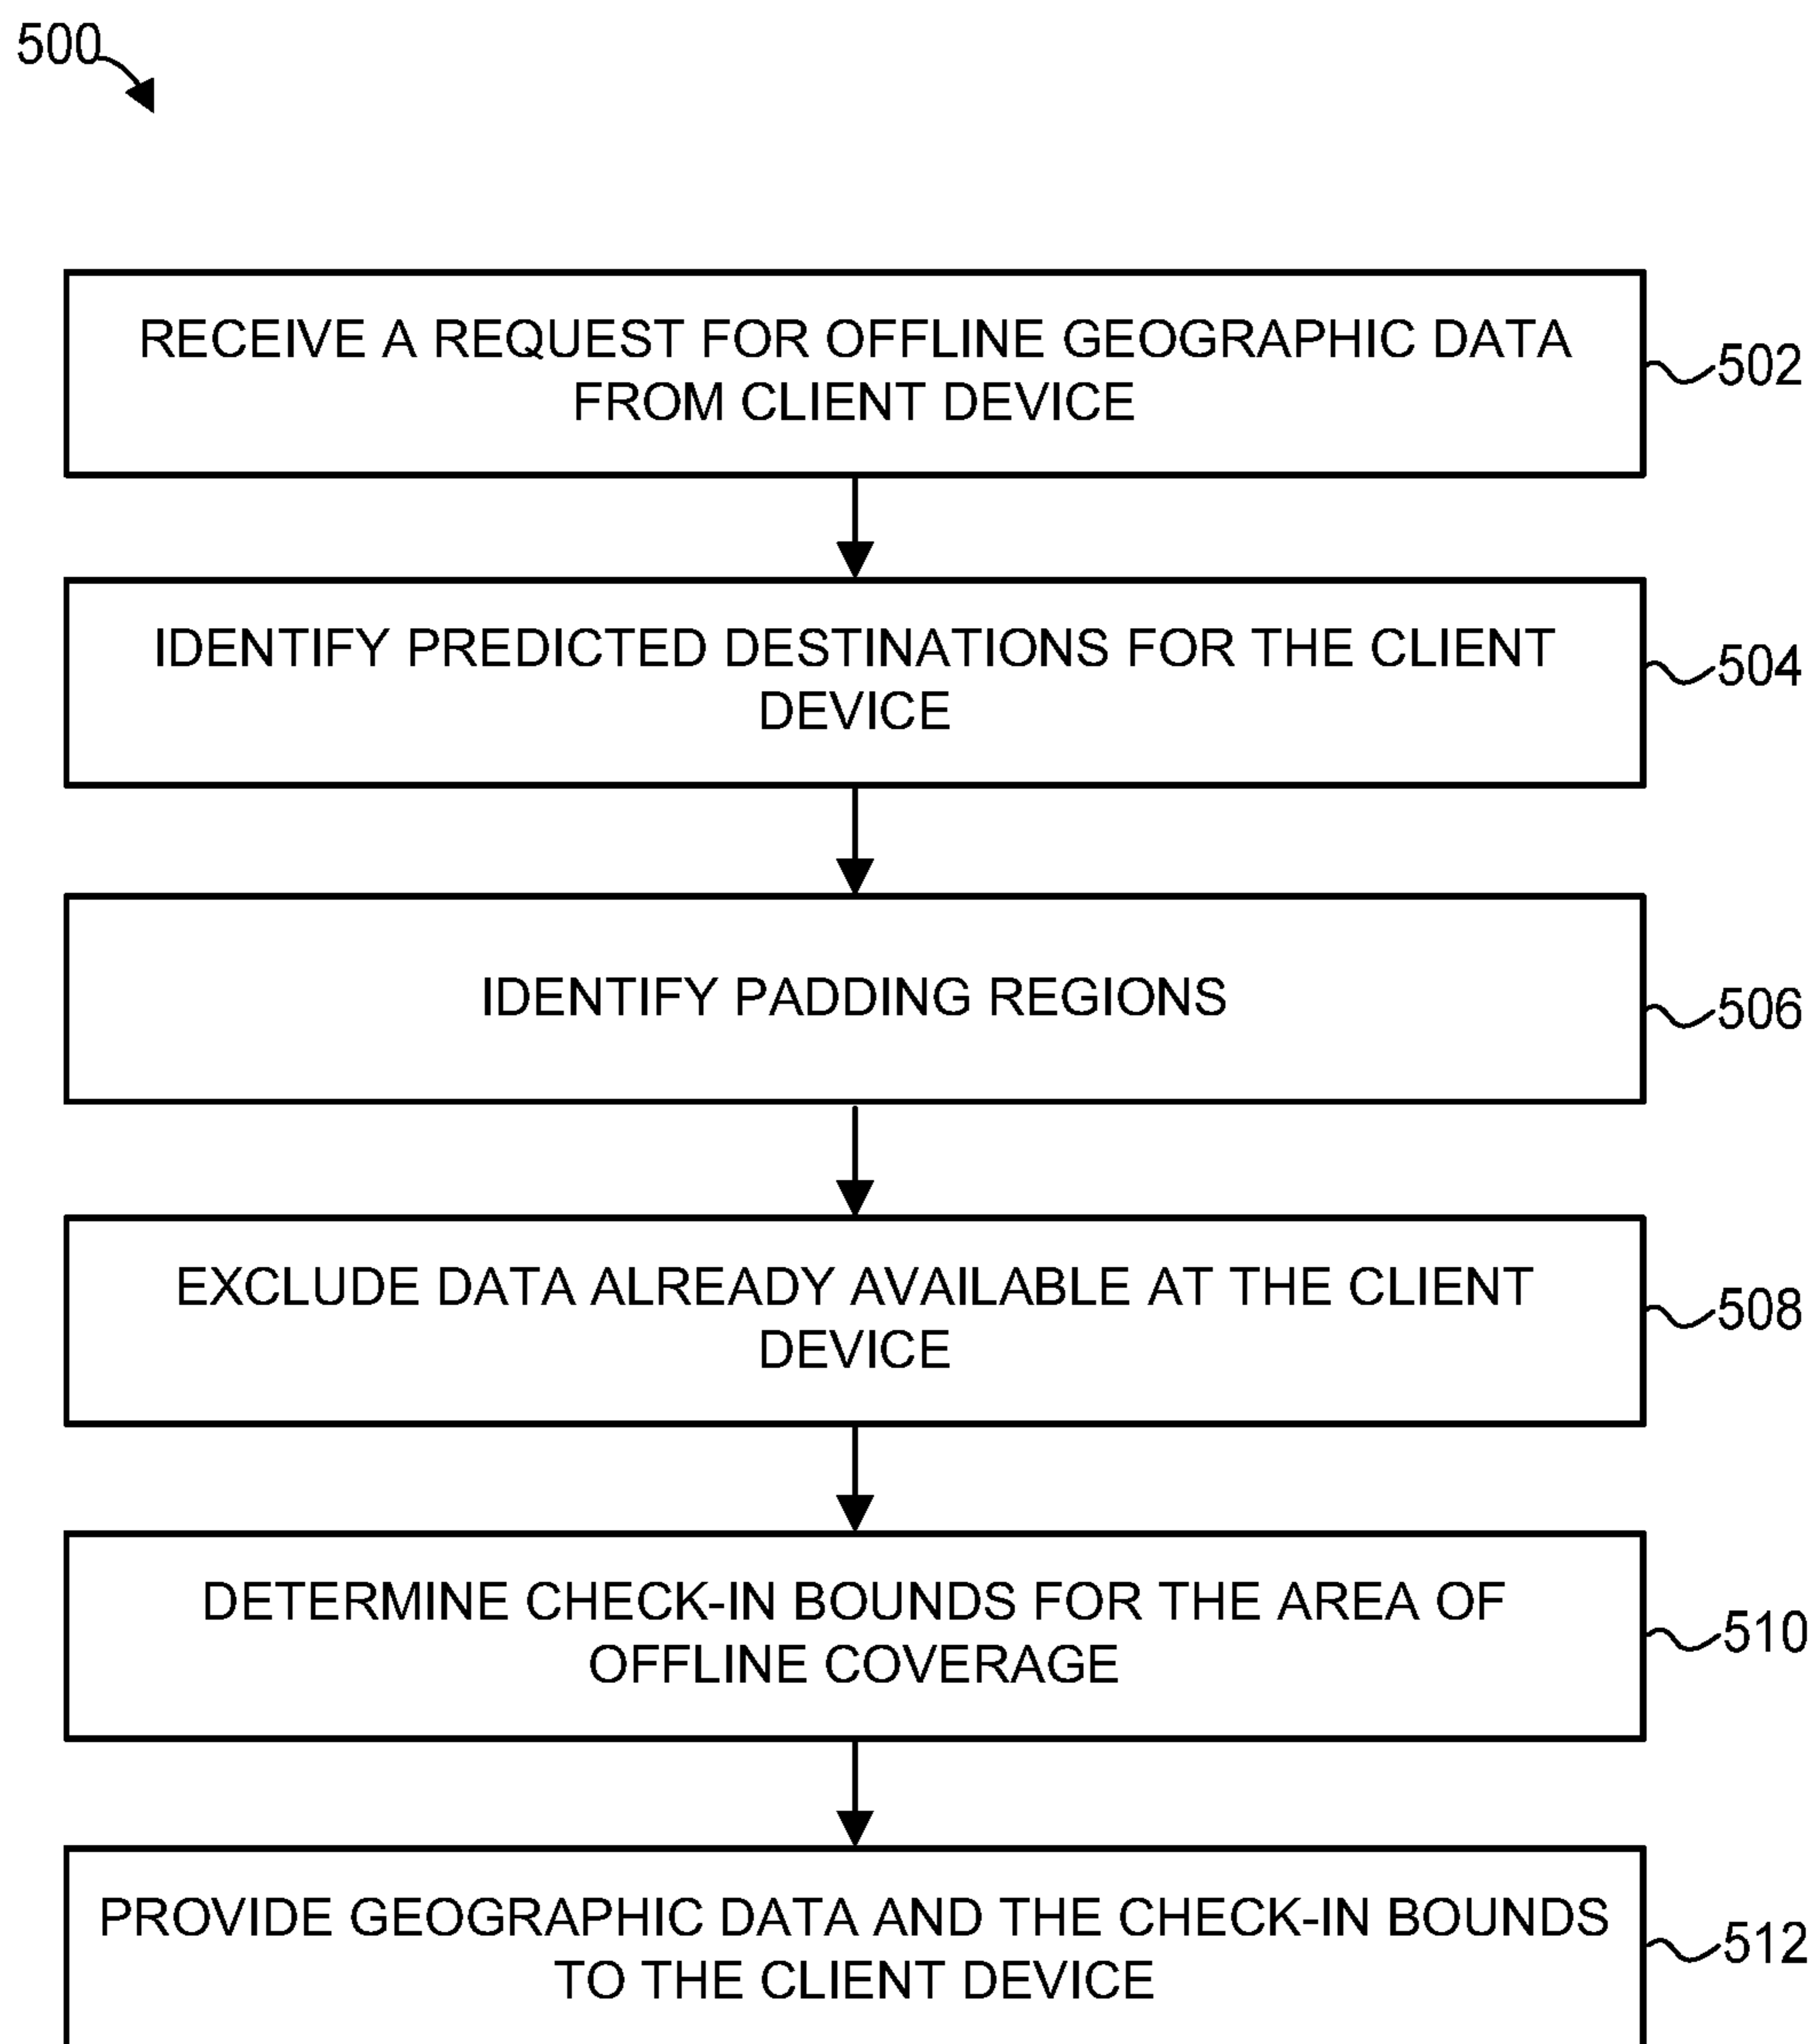 500
RECEIVE A REQUEST FOR OFFLINE GEOGRAPHIC DATA
FROM CLIENT DEVICE
502
IDENTIFY PREDICTED DESTINATIONS FOR THE CLIENT
DEVICE
504
IDENTIFY PADDING REGIONS
506
EXCLUDE DATA ALREADY AVAILABLE AT THE CLIENT
DEVICE
508
DETERMINE CHECK-IN BOUNDS FOR THE AREA OF
OFFLINE COVERAGE
510
PROVIDE GEOGRAPHIC DATA AND THE CHECK-IN BOUNDS
TO THE CLIENT DEVICE
512